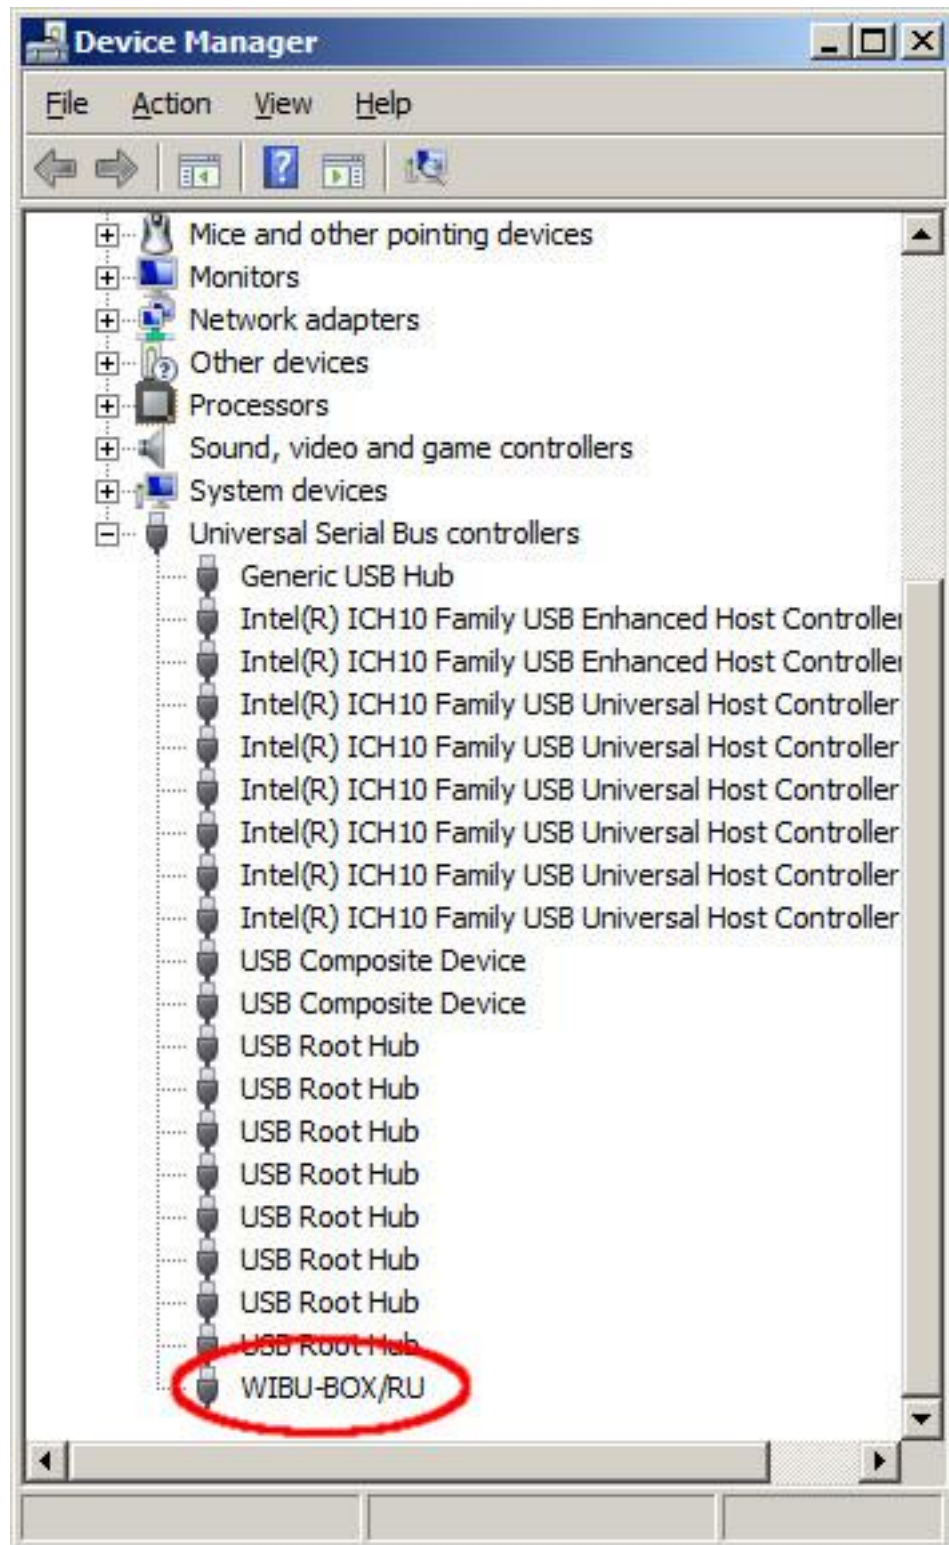 Device Manager
File Action View Help
Mice and other pointing devices
Monitors
Network adapters
Other devices
Processors
Sound, video and game controllers
System devices
Universal Serial Bus controllers
Generic USB Hub
Intel(R) ICH10 Family USB Enhanced Host Controller
Intel(R) ICH10 Family USB Enhanced Host Controller
Intel(R) ICH10 Family USB Universal Host Controller
Intel(R) ICH10 Family USB Universal Host Controller
Intel(R) ICH10 Family USB Universal Host Controller
Intel(R) ICH10 Family USB Universal Host Controller
Intel(R) ICH10 Family USB Universal Host Controller
Intel(R) ICH10 Family USB Universal Host Controller
USB Composite Device
USB Composite Device
USB Root Hub
USB Root Hub
USB Root Hub
USB Root Hub
USB Root Hub
USB Root Hub
USB Root Hub
USB Root Hub
WIBU-BOX/RU